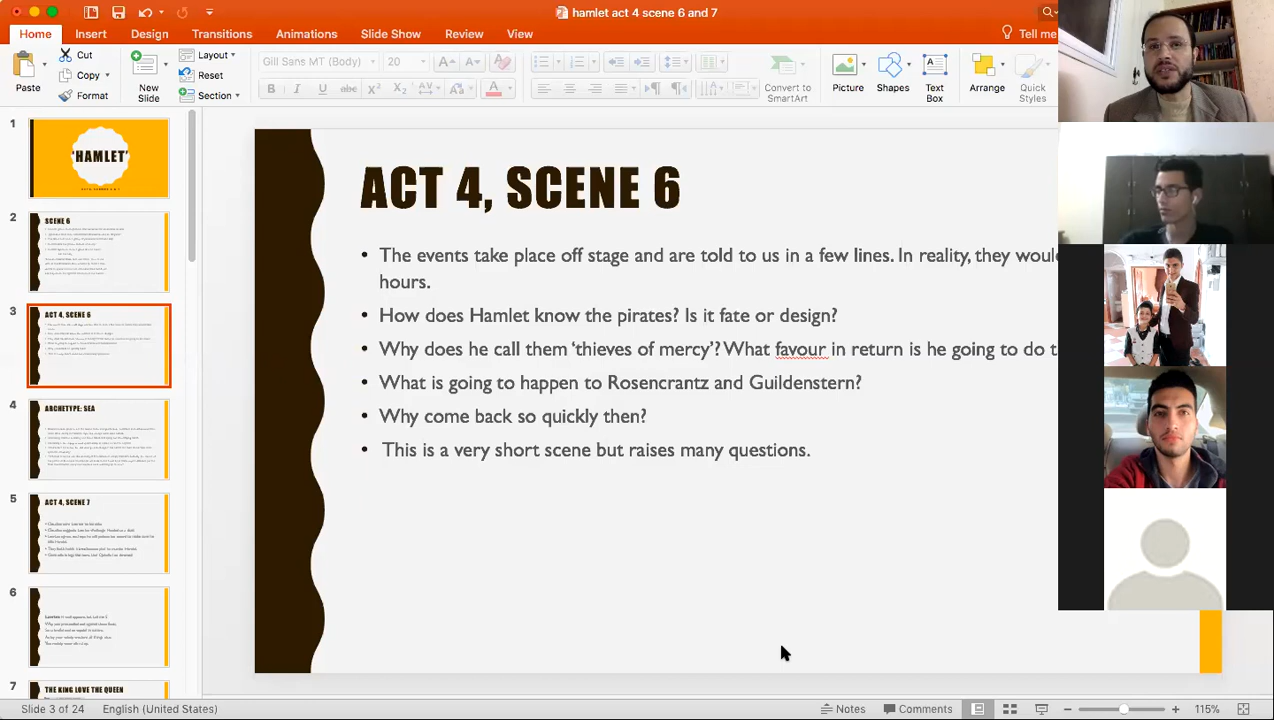 hamlet act 4 scene 6 and 7
Home Insert Design Transitions Animations Slide Show Review View Tell me
Paste
Cut
Copy
Format
New
Slide
Layout
Reset
Section
Gill Sans MT (Body) 20
Convert to
SmartArt
Picture
Shapes
Text
Box
Arrange
Quick
Styles
1
'HAMLET'
2
SCENE 6
3
ACT 4, SCENE 6
4
ARCHETYPE: SEA
5
ACT 4, SCENE 7
6
7
THE KING LOVE THE QUEEN
ACT 4, SCENE 6
• The events take place off stage and are told to us in a few lines. In reality, they woul
hours.
• How does Hamlet know the pirates? Is it fate or design?
• Why does he call them ‘thieves of mercy’? What favour in return is he going to do t
• What is going to happen to Rosencrantz and Guildenstern?
• Why come back so quickly then?
• This is a very short scene but raises many questions.
Slide 3 of 24 English (United States) Notes Comments 115%